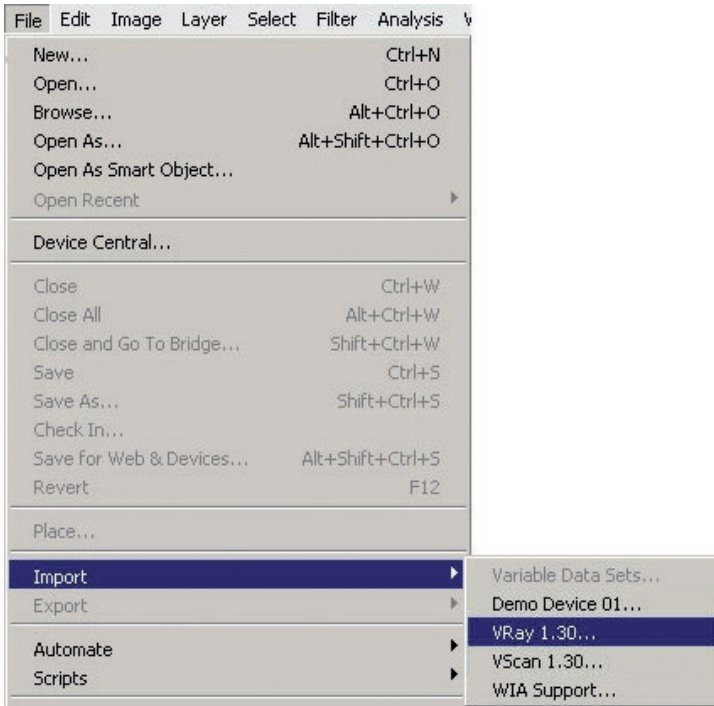 File Edit Image Layer Select Filter Analysis
New... Ctrl+N
Open... Ctrl+O
Browse... Alt+Ctrl+O
Open As... Alt+Shift+Ctrl+O
Open As Smart Object...
Open Recent
Device Central...
Close Ctrl+W
Close All Alt+Ctrl+W
Close and Go To Bridge... Shift+Ctrl+W
Save Ctrl+S
Save As... Shift+Ctrl+S
Check In...
Save for Web & Devices... Alt+Shift+Ctrl+S
Revert F12
Place...
Import
Export
Automate
Scripts
Variable Data Sets...
Demo Device 01...
VRay 1.30...
VScan 1.30...
WIA Support...